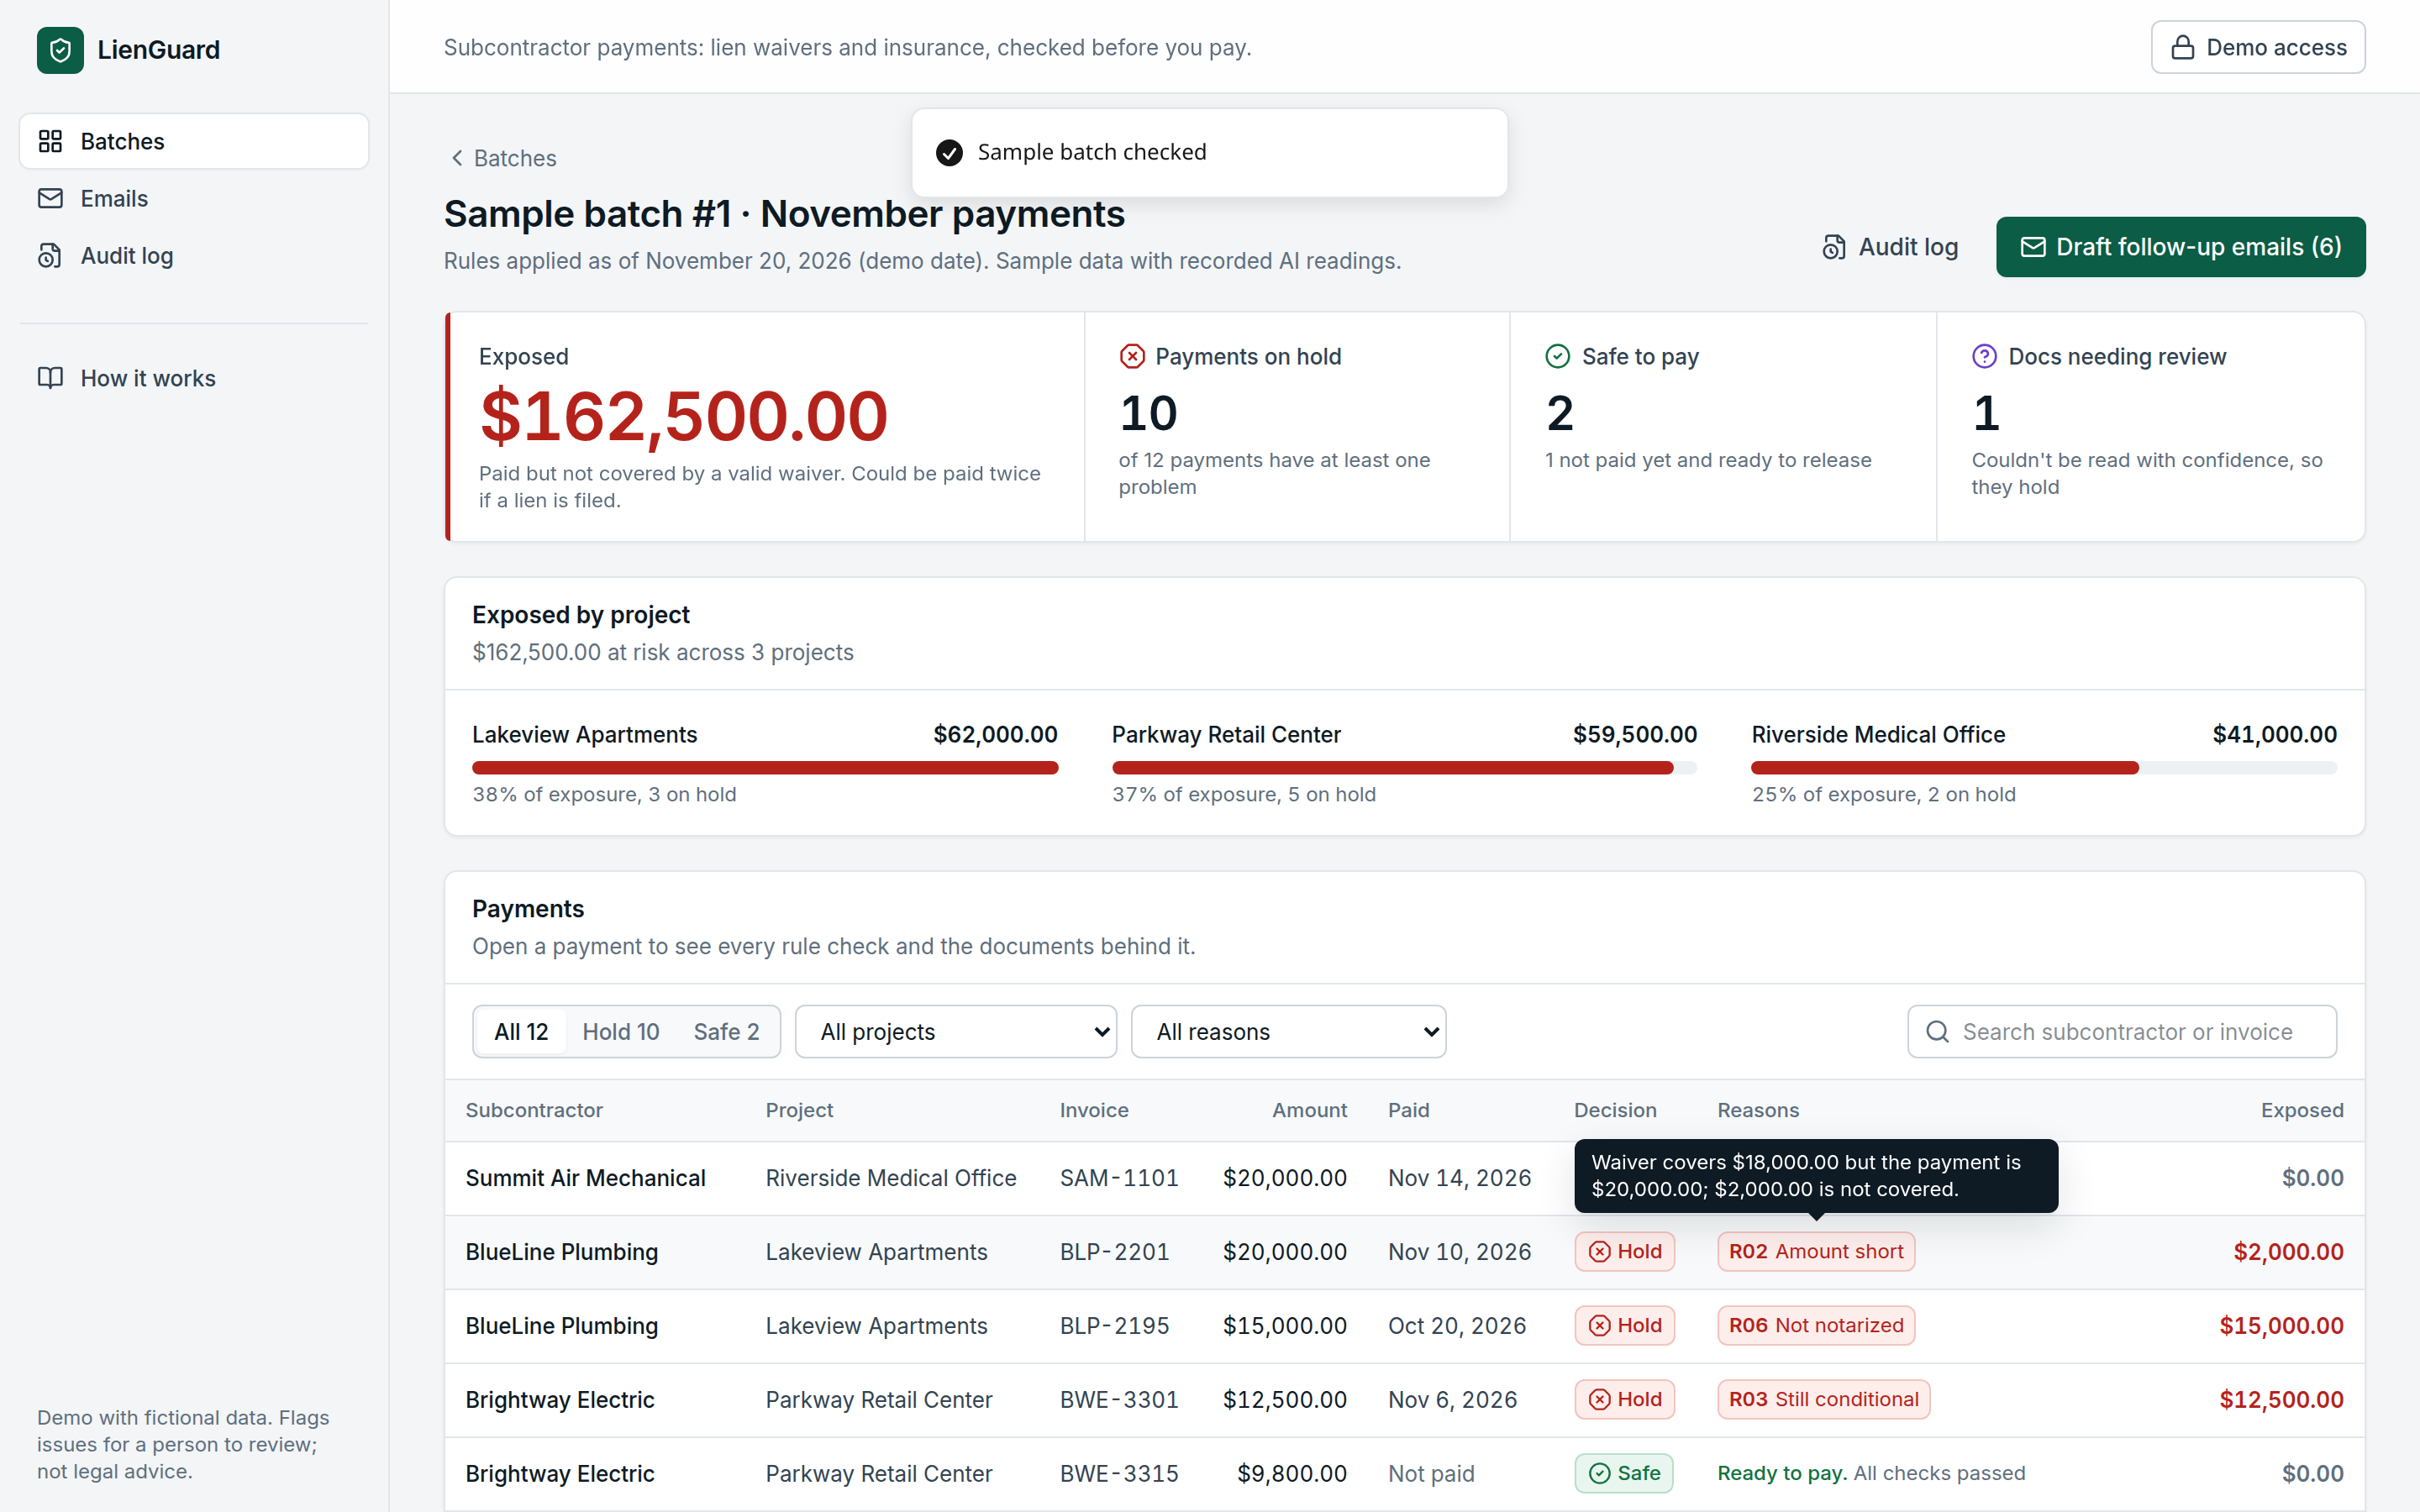 LienGuard
Batches
Emails
Audit log
How it works
Demo with fictional data. Flags
issues for a person to review;
not legal advice.
Subcontractor payments: lien waivers and insurance, checked before you pay.
Demo access
Sample batch checked
Batches
Sample batch #1 · November payments
Rules applied as of November 20, 2026 (demo date). Sample data with recorded AI readings.
Audit log
Draft follow-up emails (6)
Exposed
$162,500.00
Paid but not covered by a valid waiver. Could be paid twice
if a lien is filed.
Payments on hold
10
of 12 payments have at least one
problem
Safe to pay
2
1 not paid yet and ready to release
Docs needing review
1
Couldn't be read with confidence, so
they hold
Exposed by project
$162,500.00 at risk across 3 projects
Lakeview Apartments $62,000.00
38% of exposure, 3 on hold
Parkway Retail Center $59,500.00
37% of exposure, 5 on hold
Riverside Medical Office $41,000.00
25% of exposure, 2 on hold
Payments
Open a payment to see every rule check and the documents behind it.
All 12 Hold 10 Safe 2 All projects All reasons Search subcontractor or invoice
Subcontractor Project Invoice Amount Paid Decision Reasons Exposed
Waiver covers $18,000.00 but the payment is
$20,000.00; $2,000.00 is not covered.
Summit Air Mechanical Riverside Medical Office SAM-1101 $20,000.00 Nov 14, 2026 $0.00
BlueLine Plumbing Lakeview Apartments BLP-2201 $20,000.00 Nov 10, 2026 Hold R02 Amount short $2,000.00
BlueLine Plumbing Lakeview Apartments BLP-2195 $15,000.00 Oct 20, 2026 Hold R06 Not notarized $15,000.00
Brightway Electric Parkway Retail Center BWE-3301 $12,500.00 Nov 6, 2026 Hold R03 Still conditional $12,500.00
Brightway Electric Parkway Retail Center BWE-3315 $9,800.00 Not paid Safe Ready to pay. All checks passed $0.00